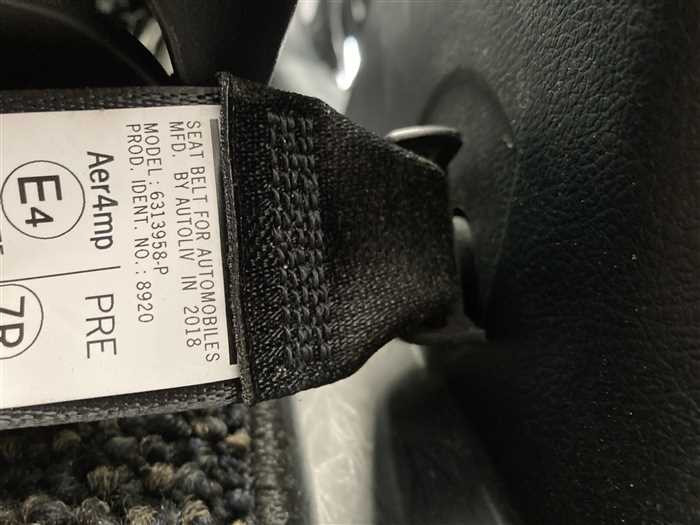 SEAT BELT FOR AUTOMOBILES
MFD. BY AUTOLIV IN 2018
MODEL : 6313958-P
PROD. IDENT. NO. : 8920
Aer4mp PRE
E4